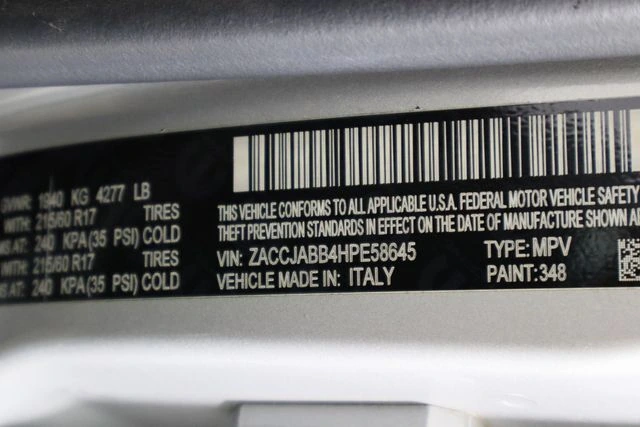 GVWR: 1940 KG 4277 LB
WITH: 215/60 R17 TIRES
MS AT: 240 KPA(35 PSI) COLD
WITH: 215/60 R17 TIRES
MS AT: 240 KPA(35 PSI) COLD
THIS VEHICLE CONFORMS TO ALL APPLICABLE U.S.A. FEDERAL MOTOR VEHICLE SAFETY
THEFT PREVENTION STANDARDS IN EFFECT ON THE DATE OF MANUFACTURE SHOWN A
VIN: ZACCJABB4HPE58645 TYPE: MPV
VEHICLE MADE IN: ITALY PAINT: 348